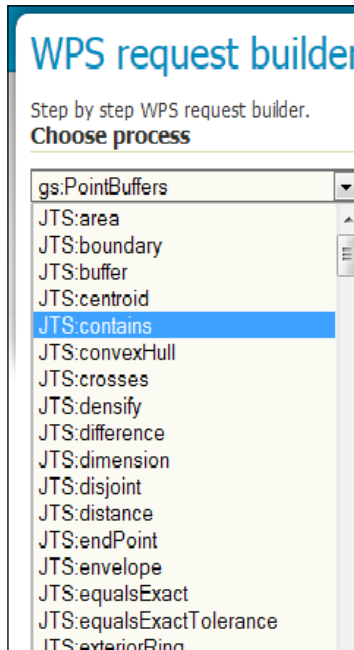 WPS request builder
Step by step WPS request builder.
Choose process
gs:PointBuffers
JTS:area
JTS:boundary
JTS:buffer
JTS:centroid
JTS:contains
JTS:convexHull
JTS:crosses
JTS:densify
JTS:difference
JTS:dimension
JTS:disjoint
JTS:distance
JTS:endPoint
JTS:envelope
JTS:equalsExact
JTS:equalsExactTolerance
JTS:exteriorRing